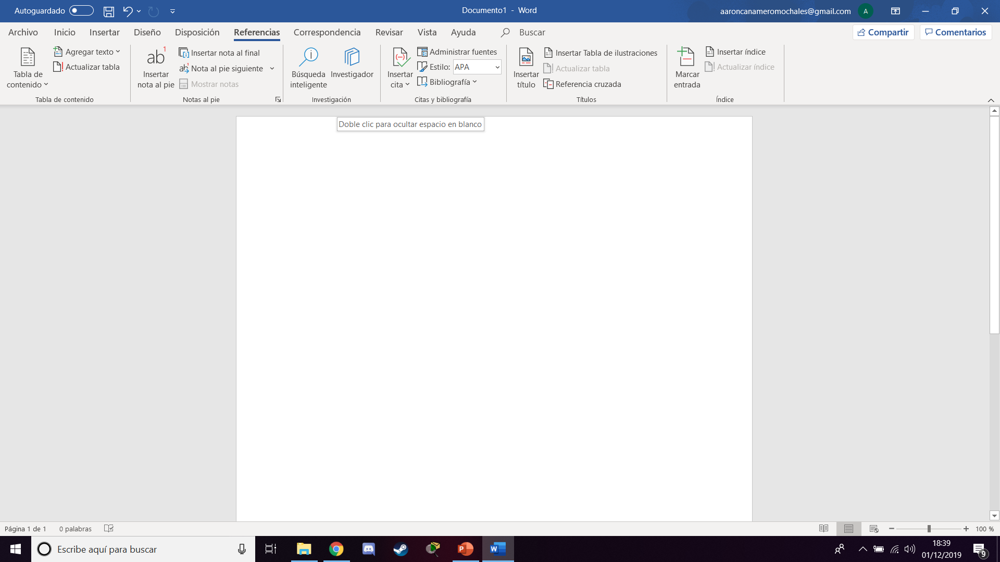 Autoguardado
Documento1 - Word
aaroncanameromochales@gmail.com
A
Archivo Inicio Insertar Diseño Disposición Referencias Correspondencia Revisar Vista Ayuda Buscar
Compartir
Comentarios
Tabla de
contenido
Agregar texto
Actualizar tabla
Tabla de contenido
ab1
Insertar
nota al pie
Insertar nota al final
Nota al pie siguiente
Mostrar notas
Notas al pie
Búsqueda
inteligente
Investigador
Investigación
Insertar
cita
Administrar fuentes
Estilo: APA
Bibliografía
Citas y bibliografía
Insertar
título
Insertar Tabla de ilustraciones
Actualizar tabla
Referencia cruzada
Títulos
Marcar
entrada
Insertar índice
Actualizar índice
Índice
Doble clic para ocultar espacio en blanco
Página 1 de 1
0 palabras
100 %
Escribe aquí para buscar
P
W
18:39
01/12/2019
9